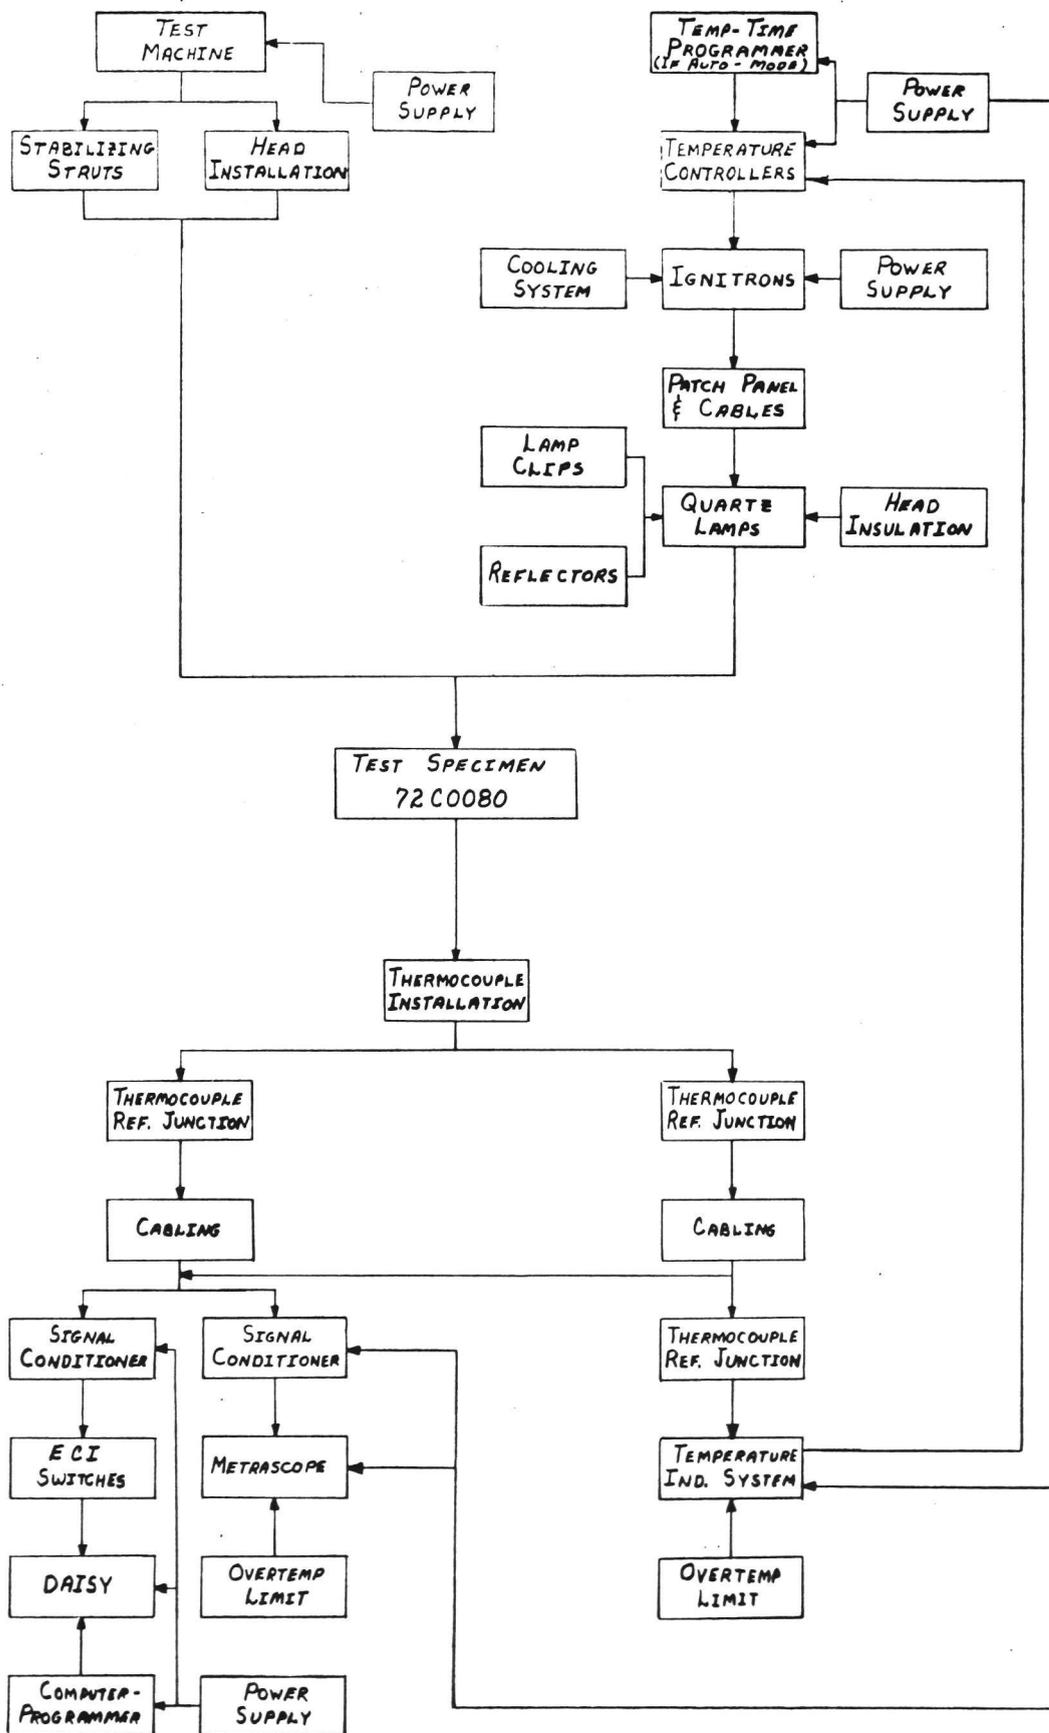 TEST
MACHINE
POWER
SUPPLY
STABILIZING
STRUTS
HEAD
INSTALLATION
TEMP-TIME
PROGRAMMER
(IF AUTO-MODE)
POWER
SUPPLY
TEMPERATURE
CONTROLLERS
COOLING
SYSTEM
IGNITRONS
POWER
SUPPLY
PATCH PANEL
& CABLES
LAMP
CLIPS
QUARTZ
LAMPS
HEAD
INSULATION
REFLECTORS
TEST SPECIMEN
72C0080
THERMOCOUPLE
INSTALLATION
THERMOCOUPLE
REF. JUNCTION
THERMOCOUPLE
REF. JUNCTION
CABLING
CABLING
SIGNAL
CONDITIONER
SIGNAL
CONDITIONER
THERMOCOUPLE
REF. JUNCTION
ECI
SWITCHES
METRASCOPE
TEMPERATURE
IND. SYSTEM
DAISY
OVERTEMP
LIMIT
OVERTEMP
LIMIT
COMPUTER-
PROGRAMMER
POWER
SUPPLY